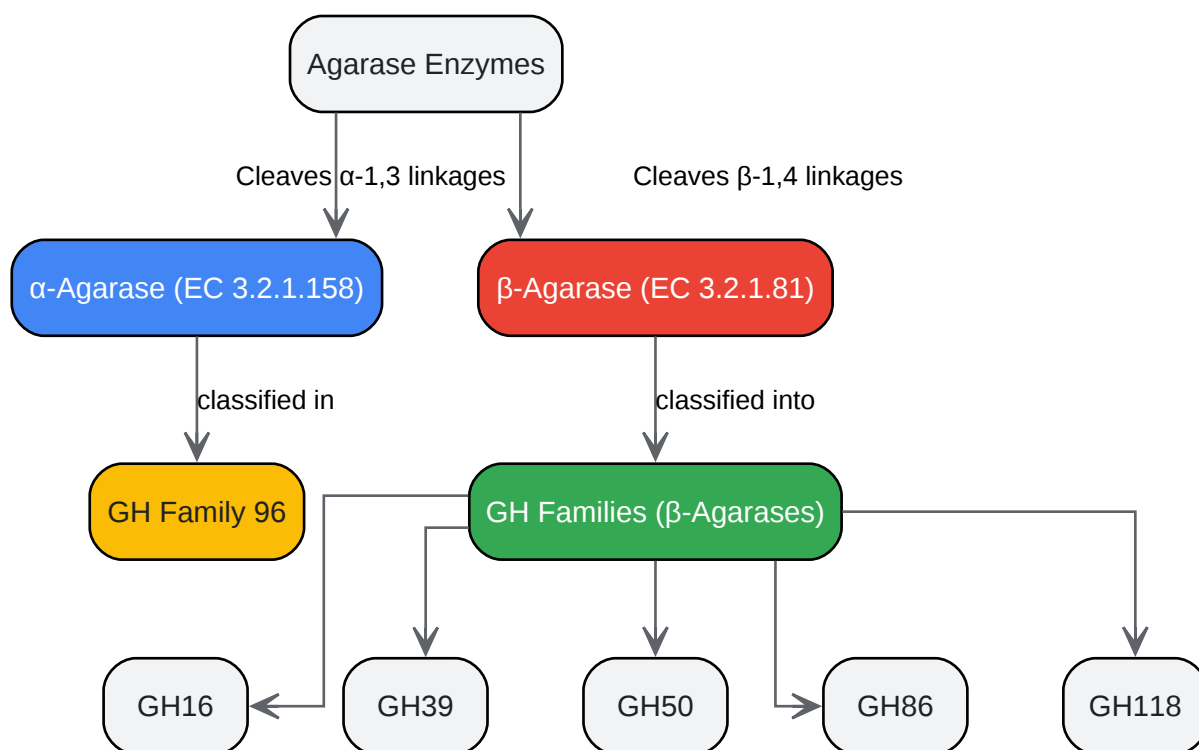 Agarase Enzymes
Cleaves α-1,3 linkages
Cleaves β-1,4 linkages
α-Agarase (EC 3.2.1.158)
β-Agarase (EC 3.2.1.81)
classified in
classified into
GH Family 96
GH Families (β-Agarases)
GH16
GH39
GH50
GH86
GH118